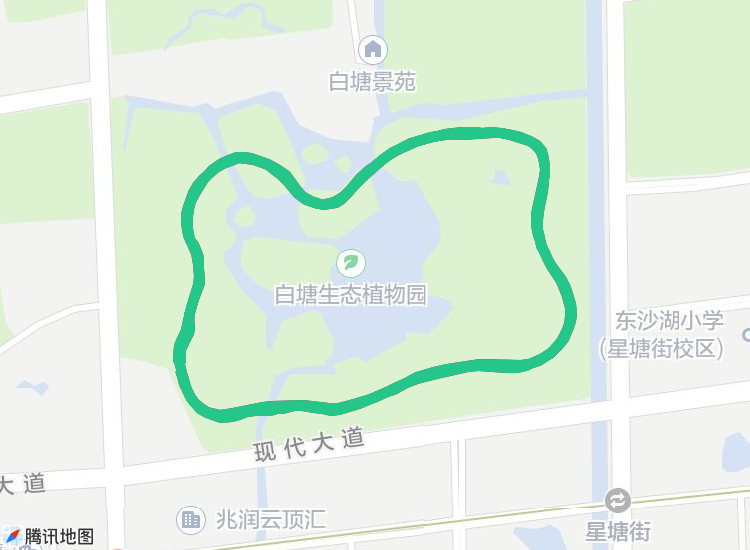 白塘景苑
白塘生态植物园
东沙湖小学
(星塘街校区)
现代大道
大道
兆润云顶汇
星塘街
腾讯地图